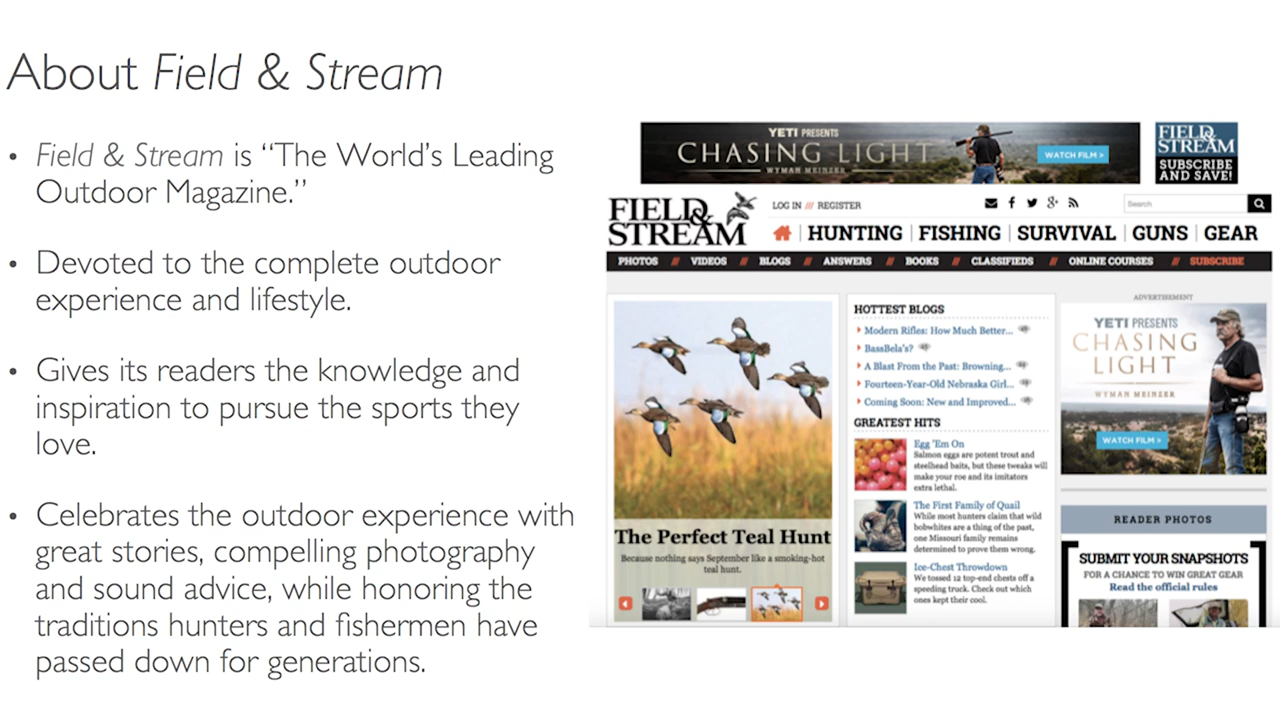 About Field & Stream
• Field & Stream is “The World’s Leading
Outdoor Magazine.”
• Devoted to the complete outdoor
experience and lifestyle.
• Gives its readers the knowledge and
inspiration to pursue the sports they
love.
• Celebrates the outdoor experience with
great stories, compelling photography
and sound advice, while honoring the
traditions hunters and fishermen have
passed down for generations.
YETI PRESENTS
CHASING LIGHT
WYMAN MEINZER
WATCH FILM >
FIELD & STREAM
SUBSCRIBE
AND SAVE!
FIELD & STREAM
LOG IN /// REGISTER
Search
HUNTING | FISHING | SURVIVAL | GUNS | GEAR
PHOTOS // VIDEOS // BLOGS // ANSWERS // BOOKS // CLASSIFIEDS // ONLINE COURSES // SUBSCRIBE
The Perfect Teal Hunt
Because nothing says September like a smoking-hot
teal hunt.
HOTTEST BLOGS
Modern Rifles: How Much Better...
BassBela's?
A Blast From the Past: Browning...
Fourteen-Year-Old Nebraska Girl...
Coming Soon: New and Improved...
GREATEST HITS
Egg 'Em On
Salmon eggs are potent trout and
steelhead baits, but these tweaks will
make your roe and its imitators
extra lethal.
The First Family of Quail
While most hunters claim that wild
bobwhites are a thing of the past,
one Missouri family remains
determined to prove them wrong.
Ice-Chest Throwdown
We tossed 12 top-end chests off a
speeding truck. Check out which
ones kept their cool.
ADVERTISEMENT
YETI PRESENTS
CHASING
LIGHT
WYMAN MEINZER
WATCH FILM >
READER PHOTOS
SUBMIT YOUR SNAPSHOTS
FOR A CHANCE TO WIN GREAT GEAR
Read the official rules